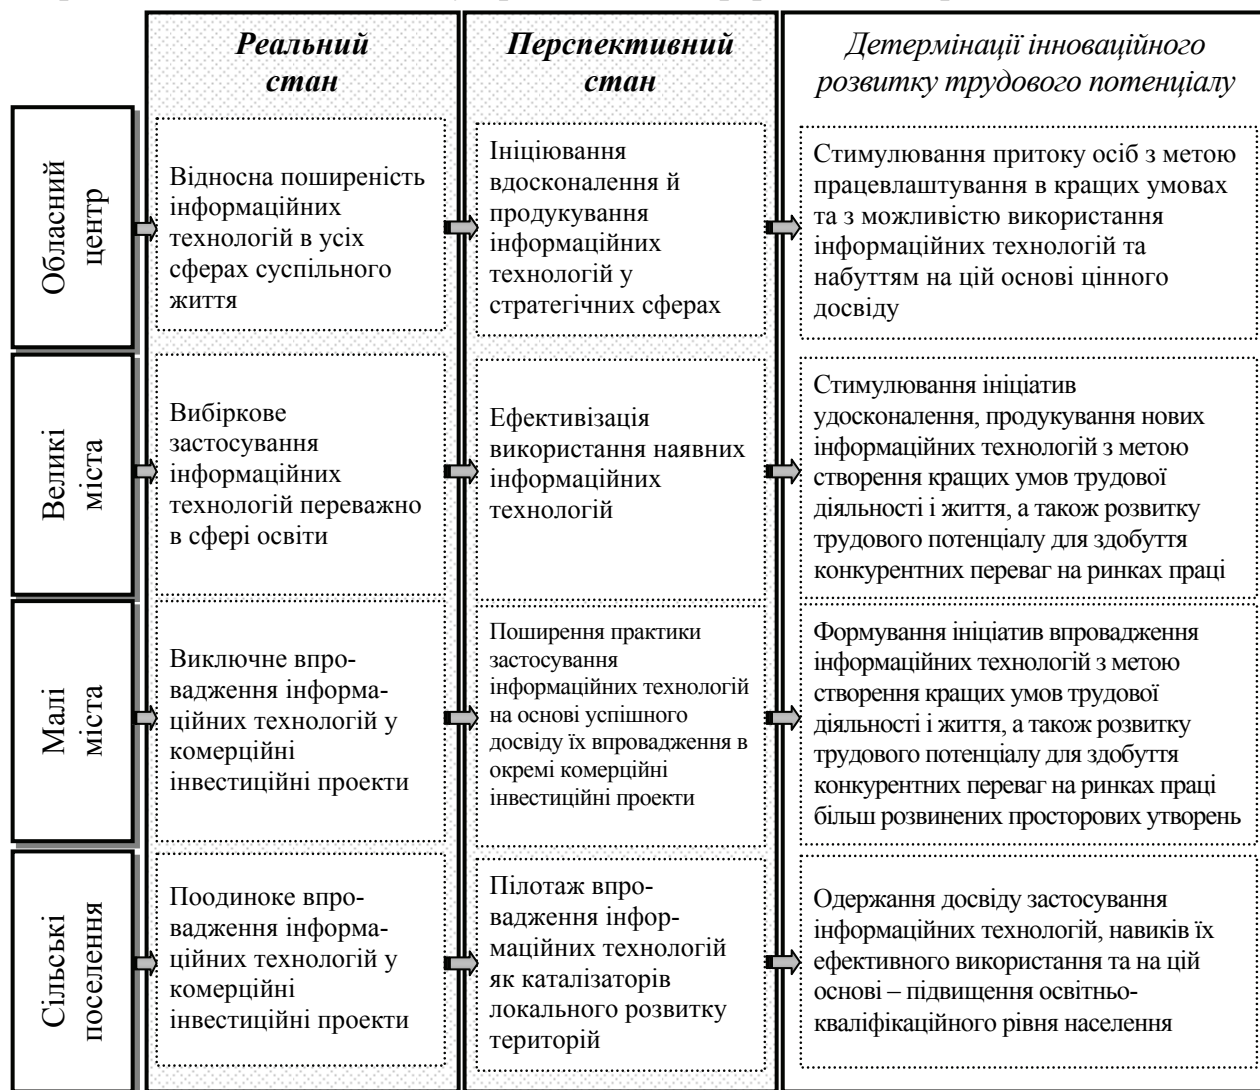 Реальний
стан
Перспективний
стан
Детермінації інноваційного
розвитку трудового потенціалу
Обласний
центр
Відносна поширеність
інформаційних
технологій в усіх
сферах суспільного
життя
Ініціювання
вдосконалення й
продукування
інформаційних
технологій у
стратегічних сферах
Стимулювання притоку осіб з метою
працевлаштування в кращих умовах
та з можливістю використання
інформаційних технологій та
набуттям на цій основі цінного
досвіду
Великі
міста
Вибіркове
застосування
інформаційних
технологій переважно
в сфері освіти
Ефективізація
використання наявних
інформаційних
технологій
Стимулювання ініціатив
удосконалення, продукування нових
інформаційних технологій з метою
створення кращих умов трудової
діяльності і життя, а також розвитку
трудового потенціалу для здобуття
конкурентних переваг на ринках праці
Малі
міста
Виключне впро-
вадження інформа-
ційних технологій у
комерційні
інвестиційні проекти
Поширення практики
застосування
інформаційних технологій
на основі успішного
досвіду їх впровадження в
окремі комерційні
інвестиційні проекти
Формування ініціатив впровадження
інформаційних технологій з метою
створення кращих умов трудової
діяльності і життя, а також розвитку
трудового потенціалу для здобуття
конкурентних переваг на ринках праці
більш розвинених просторових утворень
Сільські
поселення
Поодиноке впро-
вадження інформа-
ційних технологій у
комерційні
інвестиційні проекти
Пілотаж впро-
вадження інфор-
маційних технологій
як каталізаторів
локального розвитку
територій
Одержання досвіду застосування
інформаційних технологій, навиків їх
ефективного використання та на цій
основі – підвищення освітньо-
кваліфікаційного рівня населення